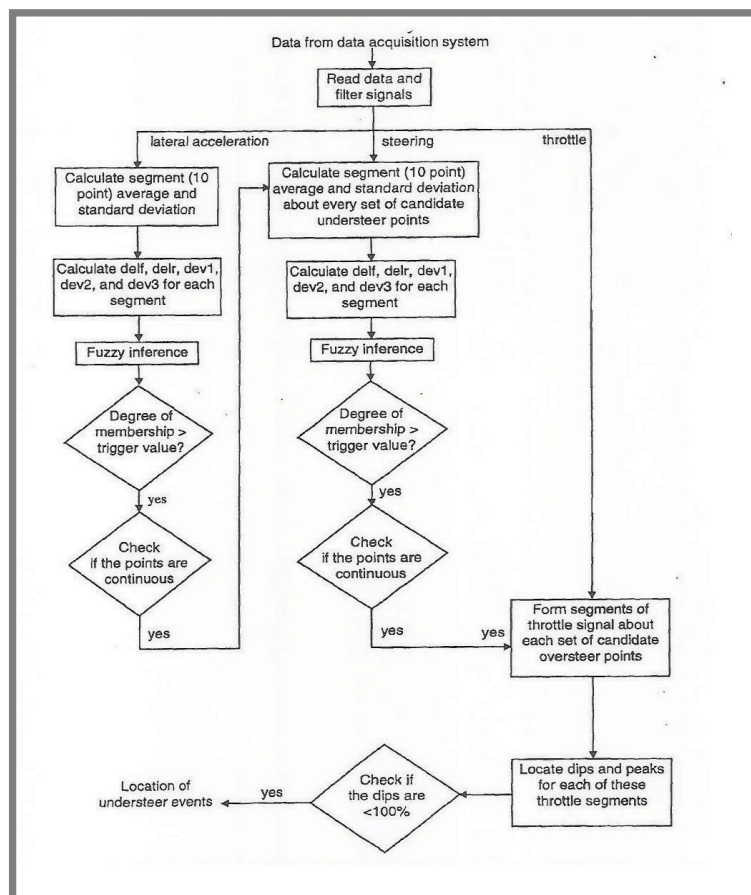 Data from data acquisition system
Read data and
filter signals
lateral acceleration
steering
throttle
Calculate segment (10
point) average and
standard deviation
Calculate segment (10 point)
average and standard deviation
about every set of candidate
understeer points
Calculate delf, delr, dev1,
dev2, and dev3 for each
segment
Calculate delf, delr, dev1,
dev2, and dev3 for each
segment
Fuzzy inference
Fuzzy inference
Degree of
membership >
trigger value?
Degree of
membership >
trigger value?
yes
yes
Check
if the points are
continuous
Check
if the points are
continuous
yes
yes
yes
Form segments of
throttle signal about
each set of candidate
oversteer points
Locate dips and peaks
for each of these
throttle segments
Check if
the dips are
<100%
yes
Location of
understeer events